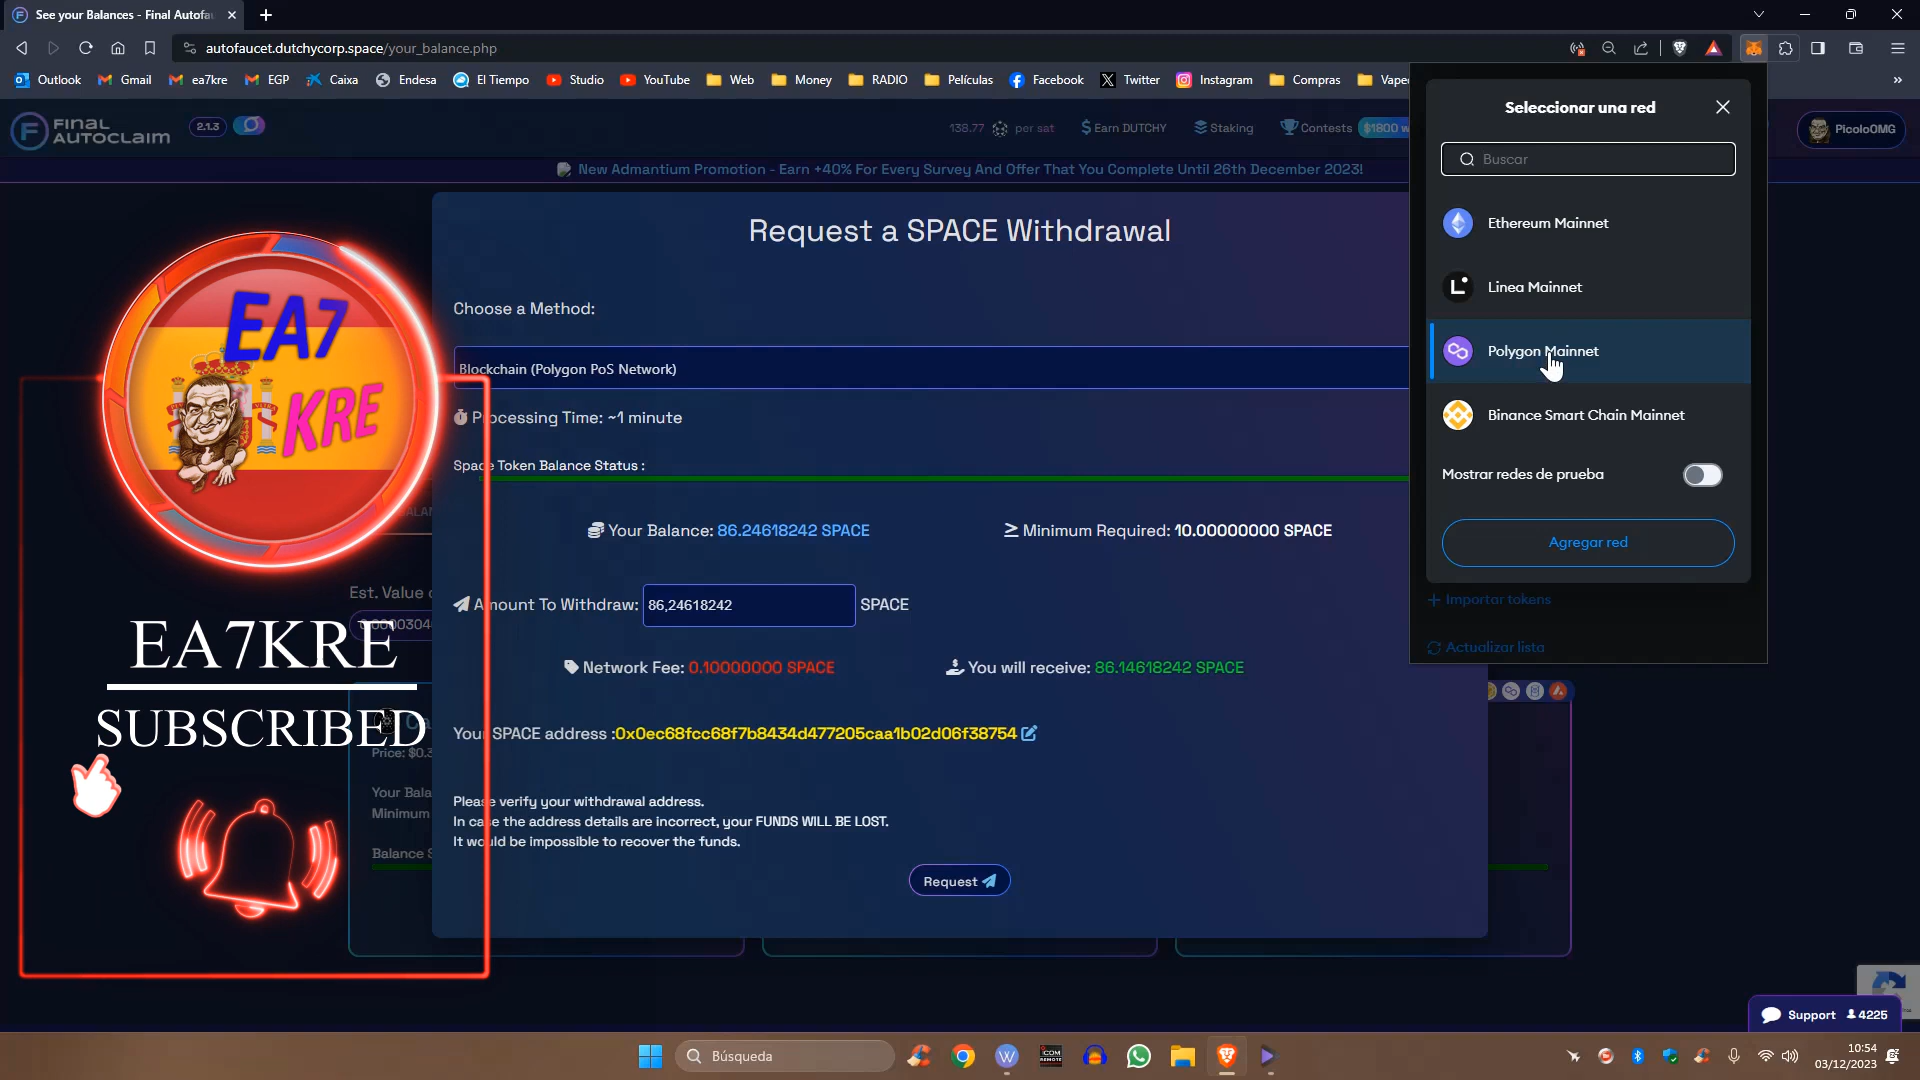 See your Balances - Final Autofau
autofaucet.dutchycorp.space/your_balance.php
Outlook
Gmail
ea7kre
EGP
Caixa
Endesa
El Tiempo
Studio
YouTube
Web
Money
RADIO
Películas
Facebook
Twitter
Instagram
Compras
Vape
FINAL
AUTOCLAIM
2.1.3
138.77 per sat
Earn DUTCHY
Staking
Contests
$1800 w
PicoloOMG
New Admantium Promotion - Earn +40% For Every Survey And Offer That You Complete Until 26th December 2023!
Seleccionar una red
Buscar
Ethereum Mainnet
Linea Mainnet
Polygon Mainnet
Binance Smart Chain Mainnet
Mostrar redes de prueba
Agregar red
Importar tokens
Actualizar lista
Request a SPACE Withdrawal
Choose a Method:
Blockchain (Polygon PoS Network)
Processing Time: ~1 minute
Space Token Balance Status :
Your Balance: 86.24618242 SPACE
Minimum Required: 10.00000000 SPACE
Amount To Withdraw: 86,24618242 SPACE
Network Fee: 0.10000000 SPACE
You will receive: 86.14618242 SPACE
Your SPACE address :0x0ec68fcc68f7b8434d477205caa1b02d06f38754
Please verify your withdrawal address.
In case the address details are incorrect, your FUNDS WILL BE LOST.
It would be impossible to recover the funds.
Request
EA7
KRE
EA7KRE
SUBSCRIBED
Est. Value
Price: $0.
Your Bala
Minimum
Balance S
Support 4225
Búsqueda
ICOM
REMOTE
10:54
03/12/2023